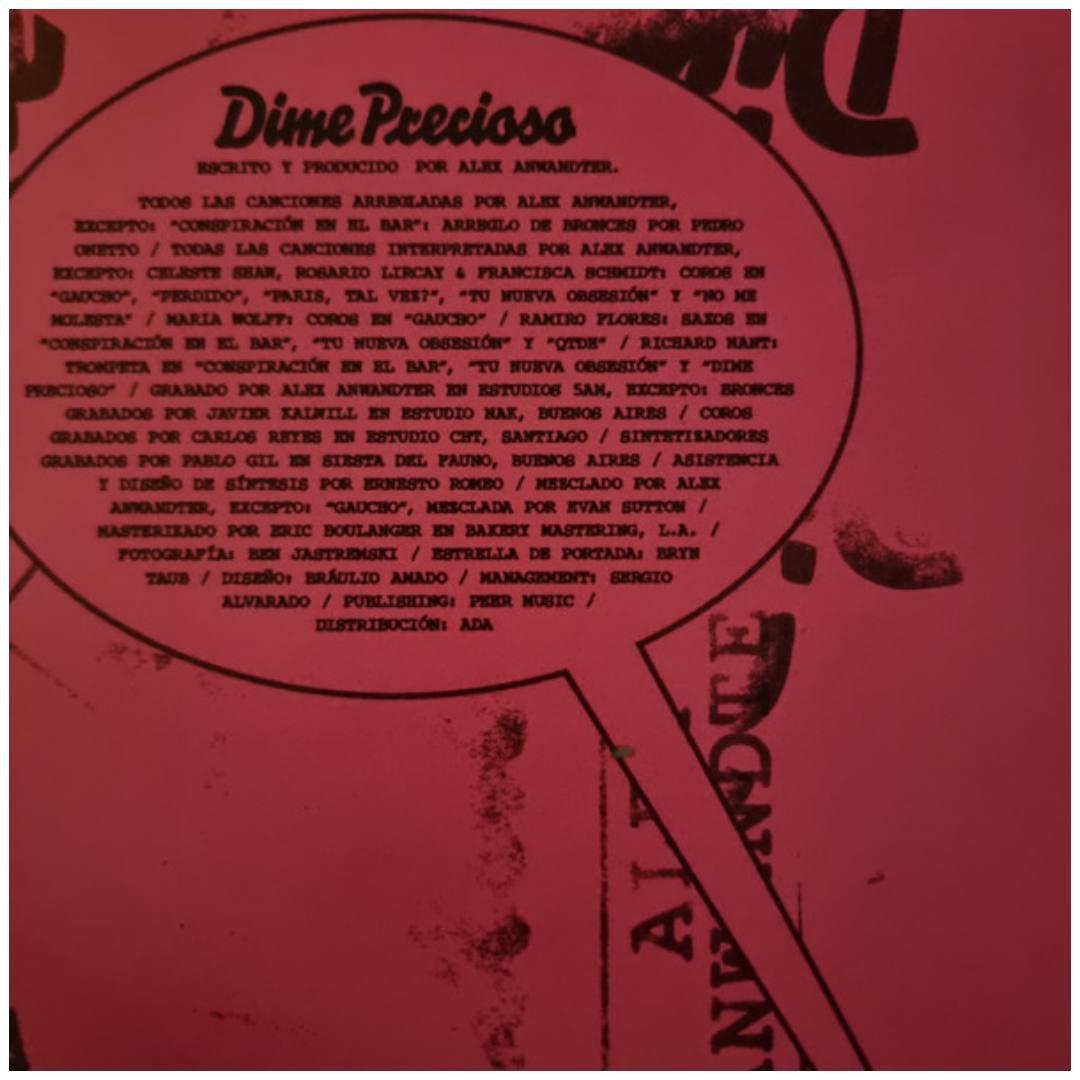 Dime Precioso
ESCRITO Y PRODUCIDO POR ALEX ANWANDTER.
TODOS LAS CANCIONES ARREGLADAS POR ALEX ANWANDTER,
EXCEPTO: "CONSPIRACIÓN EN EL BAR": ARREGLO DE BRONCES POR PEDRO
ONETTO / TODAS LAS CANCIONES INTERPRETADAS POR ALEX ANWANDTER,
EXCEPTO: CELESTE SHAW, ROSARIO LIRCAY & FRANCISCA SCHMIDT: COROS EN
"GAUCHO", "PERDIDO", "PARIS, TAL VEZ?", "TU NUEVA OBSESIÓN" Y "NO ME
MOLESTA" / MARIA WOLFF: COROS EN "GAUCHO" / RAMIRO FLORES: SAXOS EN
"CONSPIRACIÓN EN EL BAR", "TU NUEVA OBSESIÓN" Y "QTDE" / RICHARD NANT:
TROMPETA EN "CONSPIRACIÓN EN EL BAR", "TU NUEVA OBSESIÓN" Y "DIME
PRECIOSO" / GRABADO POR ALEX ANWANDTER EN ESTUDIOS 5AM, EXCEPTO: BRONCES
GRABADOS POR JAVIER KALWILL EN ESTUDIO NAK, BUENOS AIRES / COROS
GRABADOS POR CARLOS REYES EN ESTUDIO CHT, SANTIAGO / SINTETIZADORES
GRABADOS POR PABLO GIL EN SIESTA DEL FAUNO, BUENOS AIRES / ASISTENCIA
Y DISEÑO DE SÍNTESIS POR ERNESTO ROMEO / MEZCLADO POR ALEX
ANWANDTER, EXCEPTO: "GAUCHO", MEZCLADA POR EVAN SUTTON /
MASTERIZADO POR ERIC BOULANGER EN BAKERY MASTERING, L.A. /
FOTOGRAFÍA: BEN JASTREMSKI / ESTRELLA DE PORTADA: BRYN
TAUB / DISEÑO: BRÁULIO AMADO / MANAGEMENT: SERGIO
ALVARADO / PUBLISHING: PEER MUSIC /
DISTRIBUCIÓN: ADA